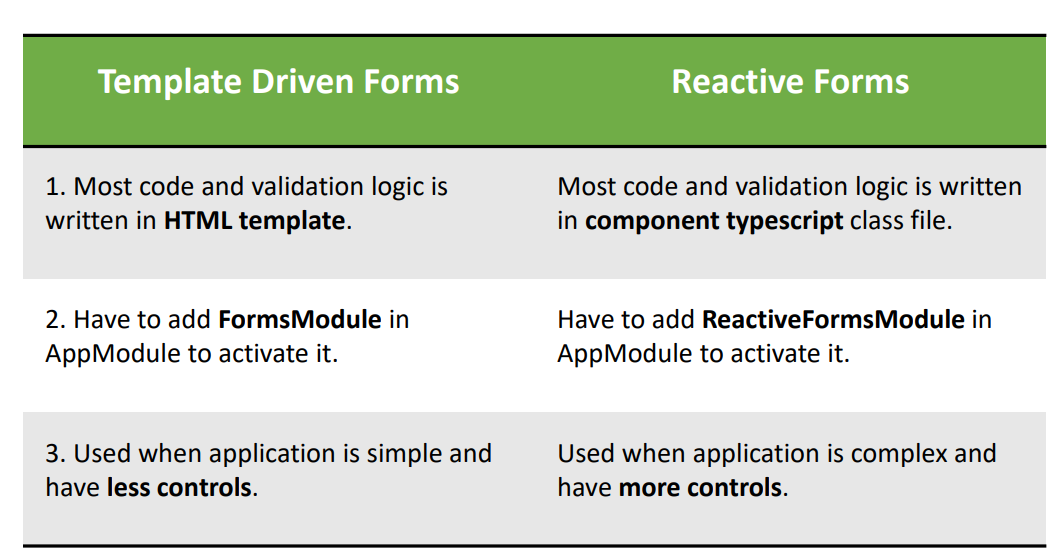 Template Driven Forms
Reactive Forms
1. Most code and validation logic is
written in HTML template.
Most code and validation logic is written
in component typescript class file.
2. Have to add FormsModule in
AppModule to activate it.
Have to add ReactiveFormsModule in
AppModule to activate it.
3. Used when application is simple and
have less controls.
Used when application is complex and
have more controls.